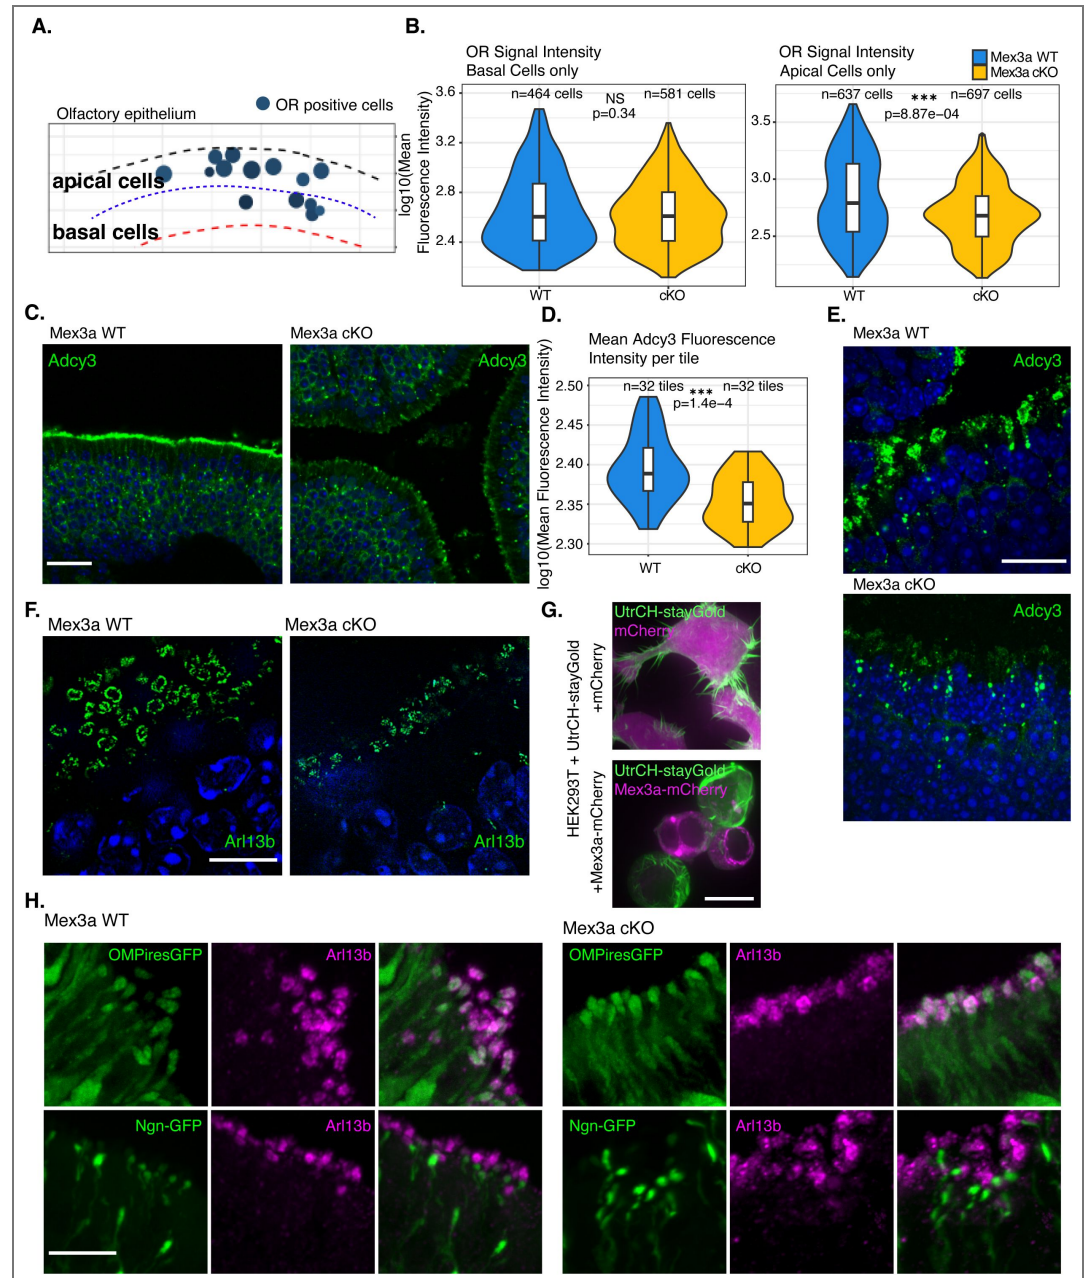 A.
Olfactory epithelium
OR positive cells
apical cells
basal cells
B.
OR Signal Intensity
Basal Cells only
log10(Mean
Fluorescence Intensity)
3.6
3.2
2.8
2.4
n=464 cells
NS
p=0.34
n=581 cells
WT
cKO
OR Signal Intensity
Apical Cells only
Mex3a WT
Mex3a cKO
3.5
3.0
2.5
n=637 cells
***
p=8.87e−04
n=697 cells
WT
cKO
C.
Mex3a WT
Adcy3
Mex3a cKO
D.
Mean Adcy3 Fluorescence
Intensity per tile
log10(Mean Fluorescence Intensity)
2.50
2.45
2.40
2.35
2.30
n=32 tiles
***
p=1.4e−4
n=32 tiles
WT
cKO
E.
Mex3a WT
Adcy3
Mex3a cKO
Adcy3
F.
Mex3a WT
Arl13b
Mex3a cKO
Arl13b
G.
HEK293T + UtrCH-stayGold
+mCherry
+Mex3a-mCherry
UtrCH-stayGold
mCherry
UtrCH-stayGold
Mex3a-mCherry
H.
Mex3a WT
OMPiresGFP
Arl13b
Ngn-GFP
Arl13b
Mex3a cKO
OMPiresGFP
Arl13b
Ngn-GFP
Arl13b